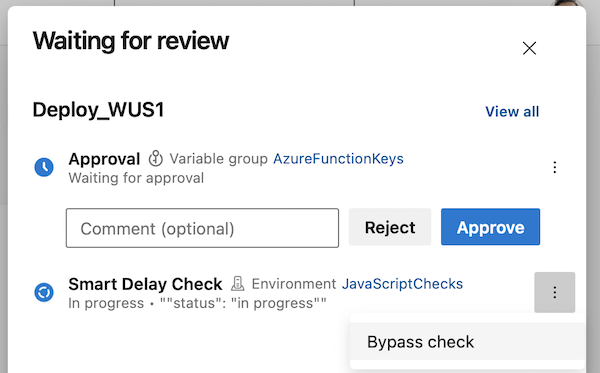 Waiting for review
Deploy_WUS1 View all
Approval Variable group AzureFunctionKeys
Waiting for approval
Comment (optional) Reject Approve
Smart Delay Check Environment JavaScriptChecks
In progress • ""status": "in progress""
Bypass check